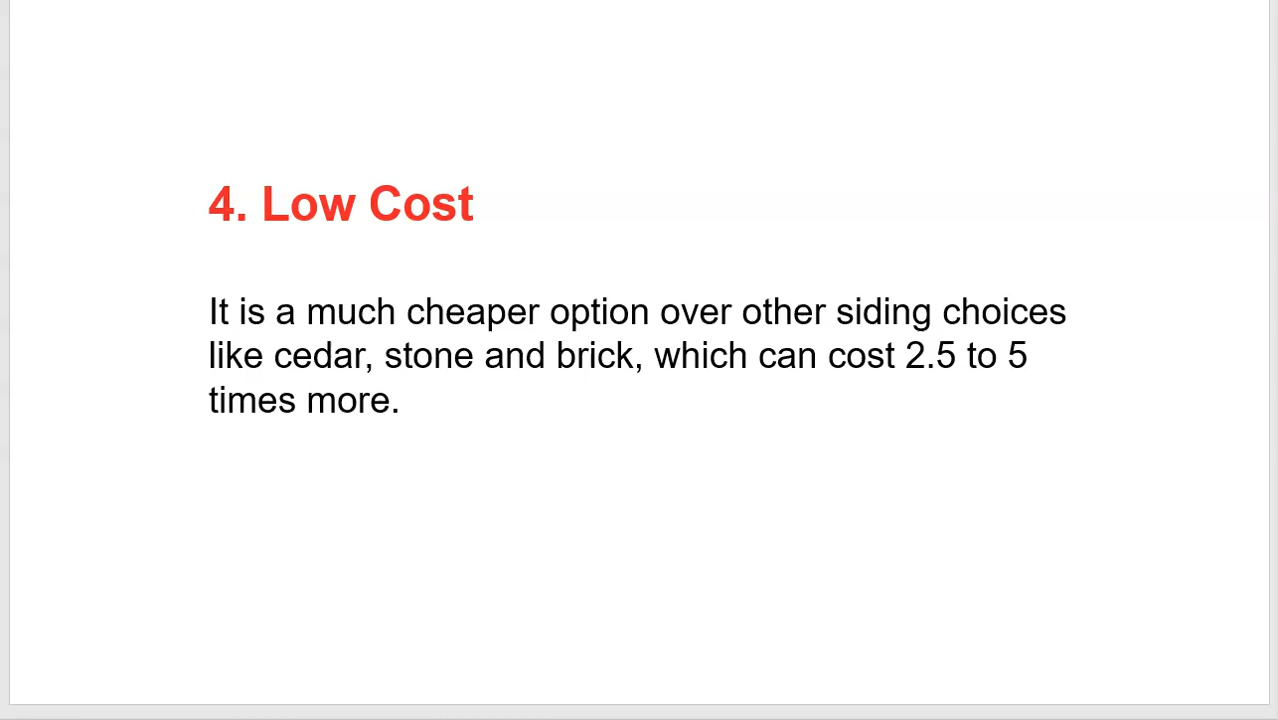 4. Low Cost
It is a much cheaper option over other siding choices
like cedar, stone and brick, which can cost 2.5 to 5
times more.